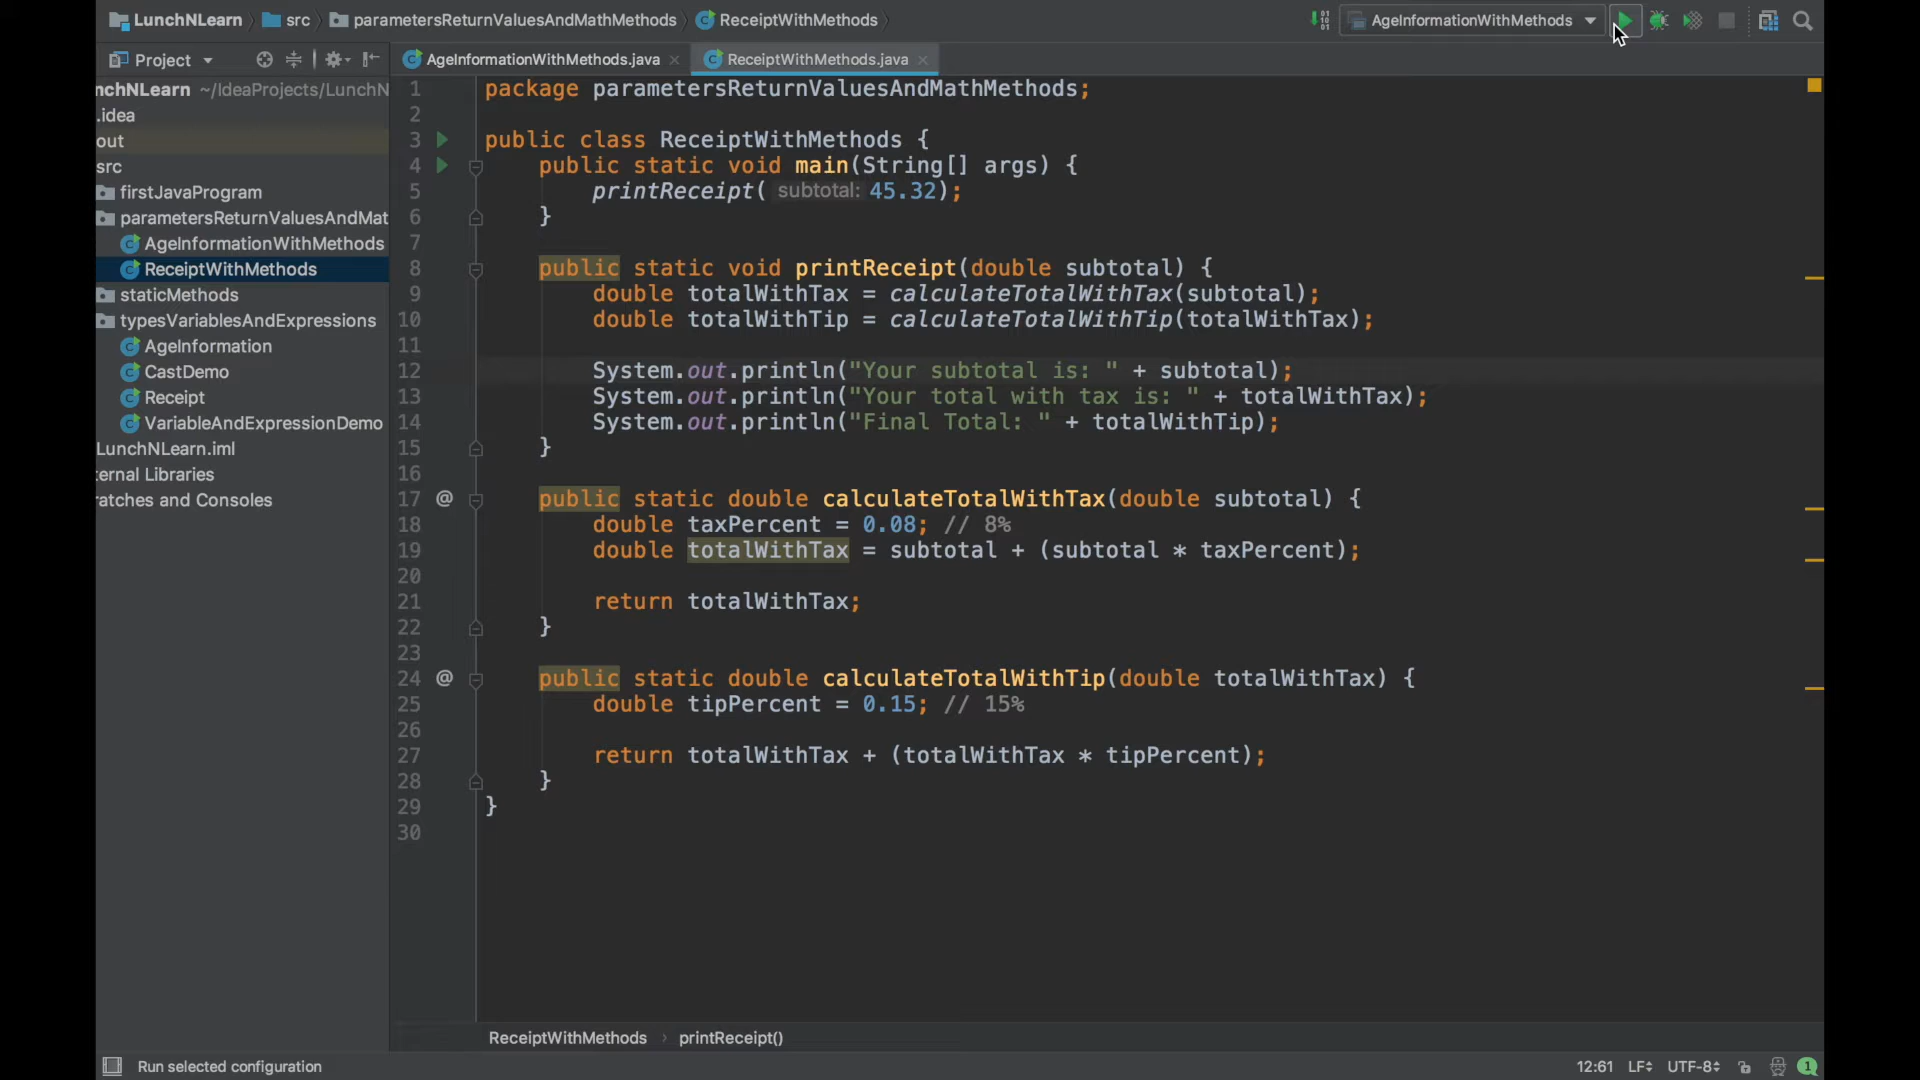 LunchNLearn src parametersReturnValuesAndMathMethods ReceiptWithMethods AgeInformationWithMethods
Project AgeInformationWithMethods.java ReceiptWithMethods.java
nchNLearn ~/IdeaProjects/LunchN
.idea
out
src
firstJavaProgram
parametersReturnValuesAndMat
AgeInformationWithMethods
ReceiptWithMethods
staticMethods
typesVariablesAndExpressions
AgeInformation
CastDemo
Receipt
VariableAndExpressionDemo
LunchNLearn.iml
ternal Libraries
ratches and Consoles
1 package parametersReturnValuesAndMathMethods;
2
3 public class ReceiptWithMethods {
4 public static void main(String[] args) {
5 printReceipt( subtotal: 45.32);
6 }
7
8 public static void printReceipt(double subtotal) {
9 double totalWithTax = calculateTotalWithTax(subtotal);
10 double totalWithTip = calculateTotalWithTip(totalWithTax);
11
12 System.out.println("Your subtotal is: " + subtotal);
13 System.out.println("Your total with tax is: " + totalWithTax);
14 System.out.println("Final Total: " + totalWithTip);
15 }
16
17 @ public static double calculateTotalWithTax(double subtotal) {
18 double taxPercent = 0.08; // 8%
19 double totalWithTax = subtotal + (subtotal * taxPercent);
20
21 return totalWithTax;
22 }
23
24 @ public static double calculateTotalWithTip(double totalWithTax) {
25 double tipPercent = 0.15; // 15%
26
27 return totalWithTax + (totalWithTax * tipPercent);
28 }
29 }
30
ReceiptWithMethods › printReceipt()
Run selected configuration 12:61 LF UTF-8 1